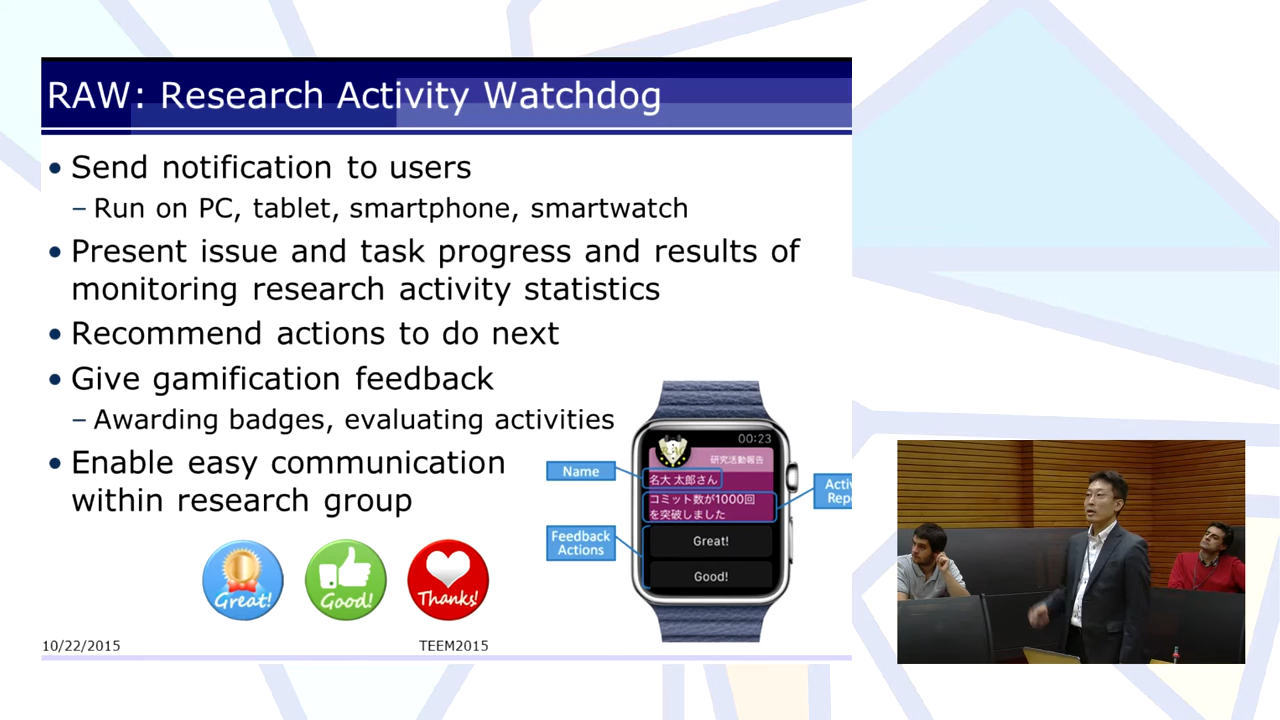 RAW: Research Activity Watchdog
• Send notification to users
– Run on PC, tablet, smartphone, smartwatch
• Present issue and task progress and results of
monitoring research activity statistics
• Recommend actions to do next
• Give gamification feedback
– Awarding badges, evaluating activities
• Enable easy communication
within research group
Great!
Good!
Thanks!
Name
Feedback
Actions
00:23
研究活動報告
名大 太郎さん
コミット数が1000回
を突破しました
Great!
Good!
Activ
Repo
10/22/2015
TEEM2015